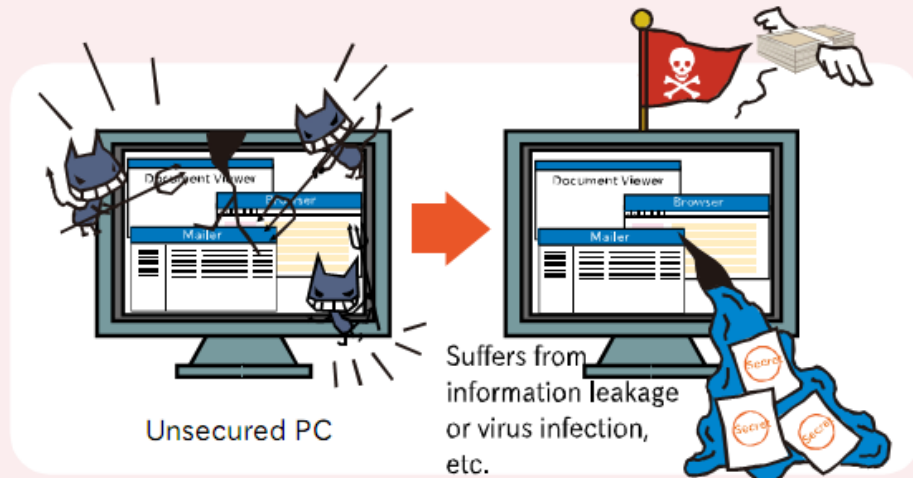 Document Viewer
Browser
Mailer
Unsecured PC
Document Viewer
Browser
Mailer
Suffers from
information leakage
or virus infection,
etc.
Secret
Secret
Secret